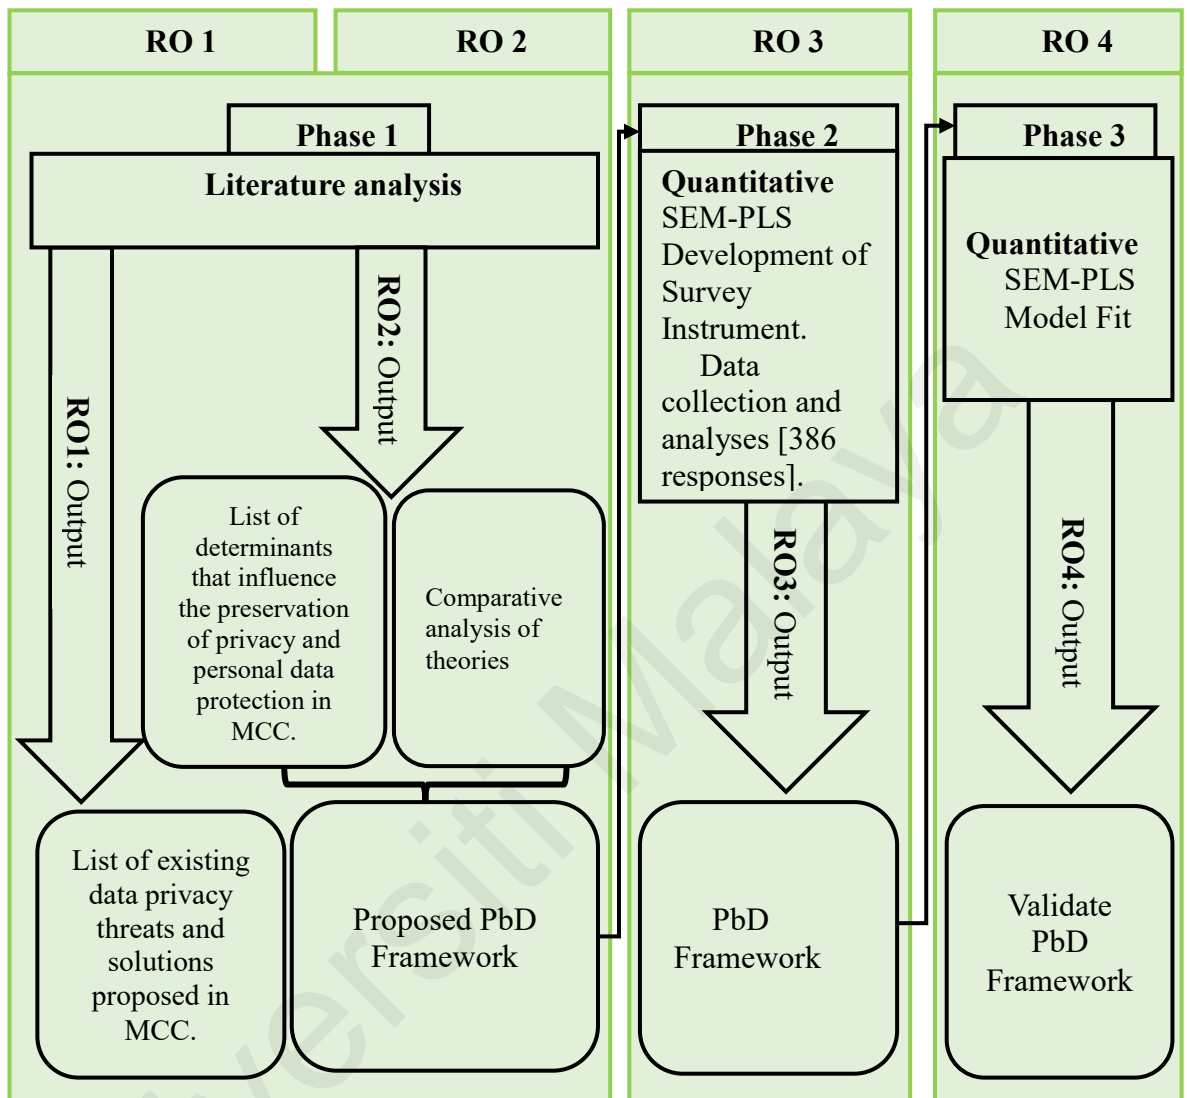 RO 1
RO 2
RO 3
RO 4
Phase 1
Literature analysis
RO1: Output
RO2: Output
List of
determinants
that influence
the preservation
of privacy and
personal data
protection in
MCC.
Comparative
analysis of
theories
List of existing
data privacy
threats and
solutions
proposed in
MCC.
Proposed PbD
Framework
Phase 2
Quantitative
SEM-PLS
Development of
Survey
Instrument.
Data
collection and
analyses [386
responses].
RO3: Output
PbD
Framework
Phase 3
Quantitative
SEM-PLS
Model Fit
RO4: Output
Validate
PbD
Framework
versiti Malaya